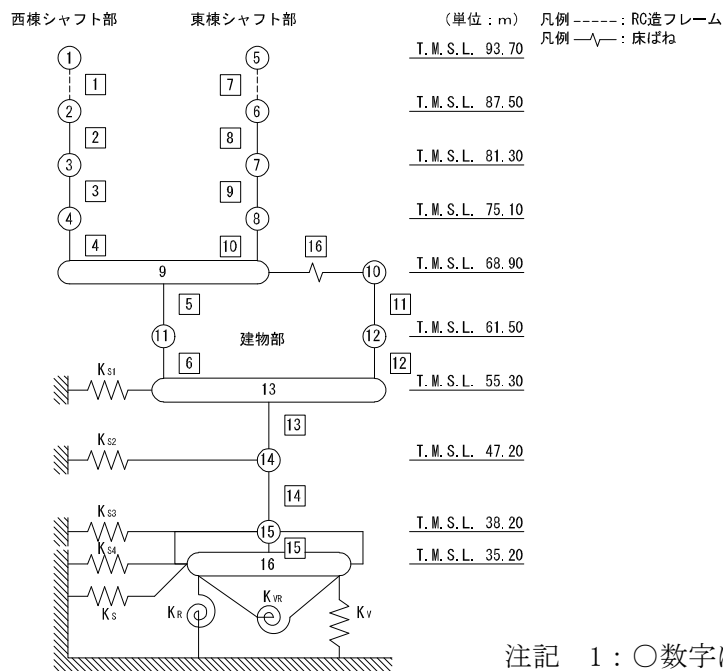 西棟シャフト部 東棟シャフト部 (単位：m) 凡例 -----：RC造フレーム
凡例 ：床ばね
1 5 T.M.S.L. 93.70
1 7
2 6 T.M.S.L. 87.50
2 8
3 7 T.M.S.L. 81.30
3 9
4 8 T.M.S.L. 75.10
4 10 16
9 10 T.M.S.L. 68.90
5 11
11 建物部 12 T.M.S.L. 61.50
6 12
KS1 13 T.M.S.L. 55.30
13
KS2 14 T.M.S.L. 47.20
14
KS3 15 T.M.S.L. 38.20
KS4 15 T.M.S.L. 35.20
16
KS KR KVR KV
注記 1：○数字